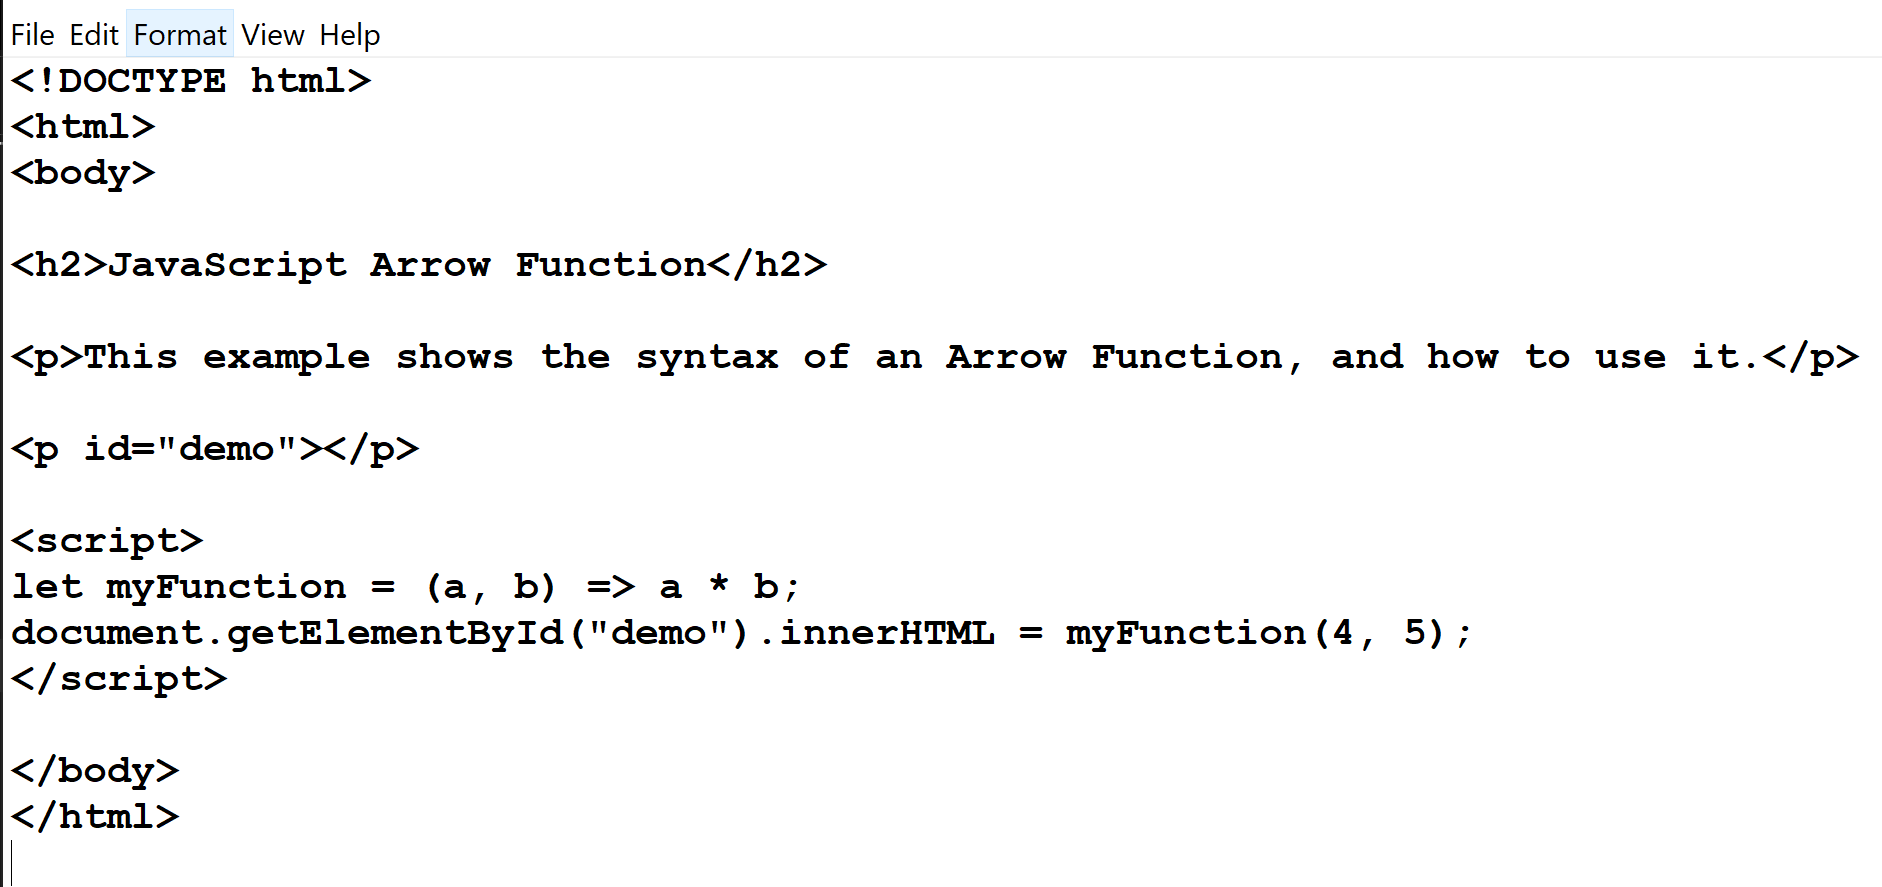 File Edit Format View Help
<!DOCTYPE html>
<html>
<body>
<h2>JavaScript Arrow Function</h2>
<p>This example shows the syntax of an Arrow Function, and how to use it.</p>
<p id="demo"></p>
<script>
let myFunction = (a, b) => a * b;
document.getElementById("demo").innerHTML = myFunction(4, 5);
</script>
</body>
</html>